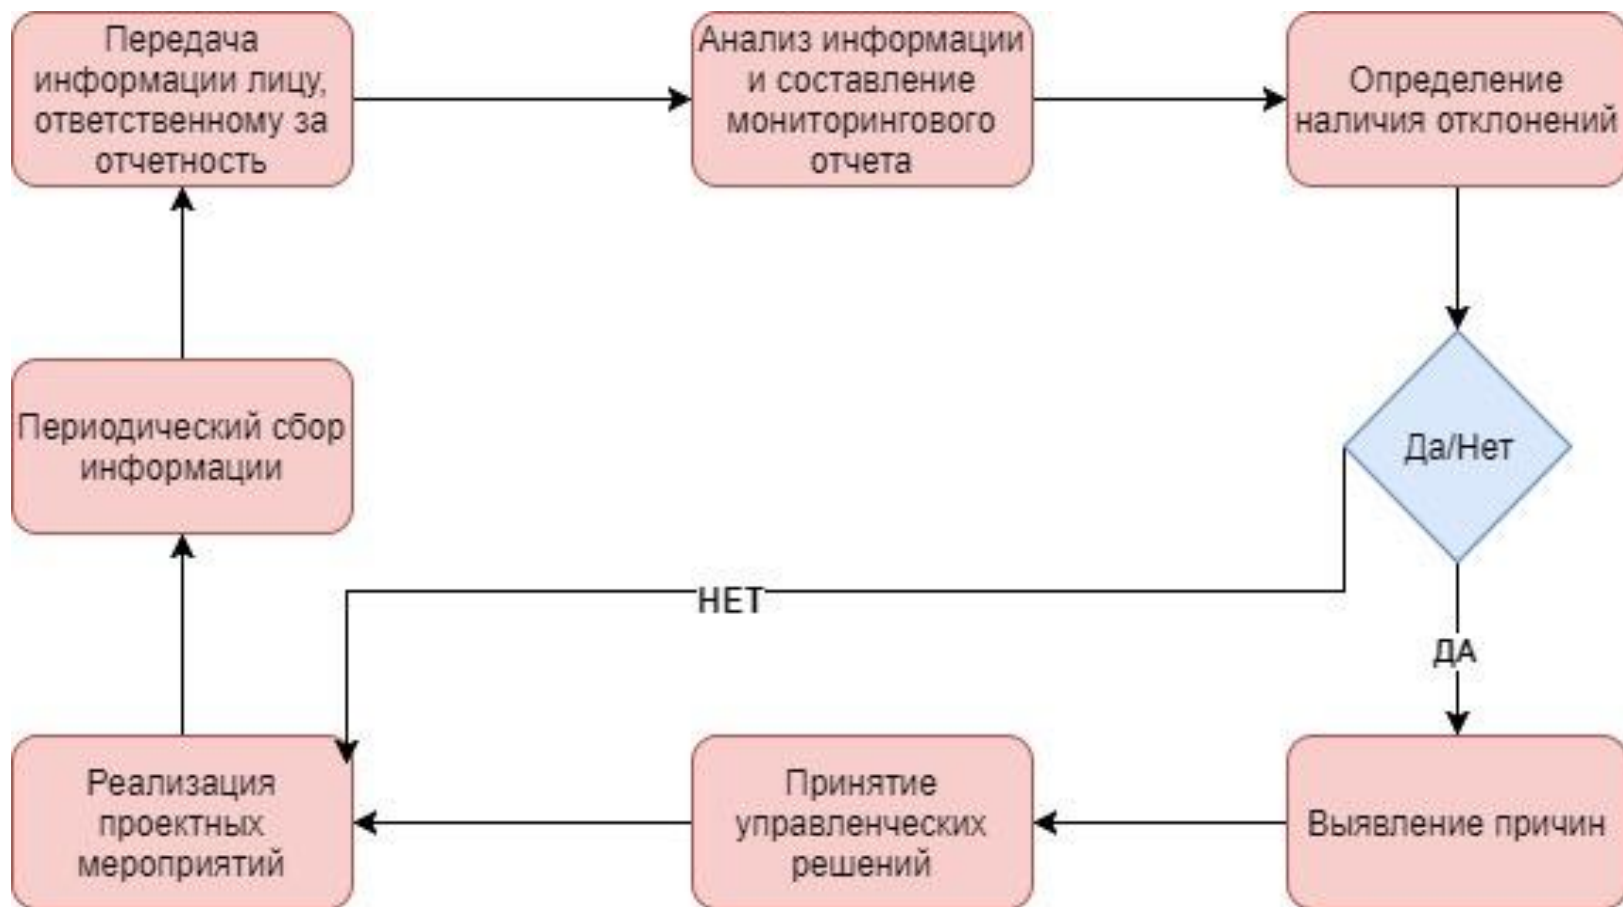 Передача
информации лицу,
ответственному за
отчетность
Анализ информации
и составление
мониторингового
отчета
Определение
наличия отклонений
Периодический сбор
информации
Да/Нет
НЕТ
ДА
Реализация
проектных
мероприятий
Принятие
управленческих
решений
Выявление причин